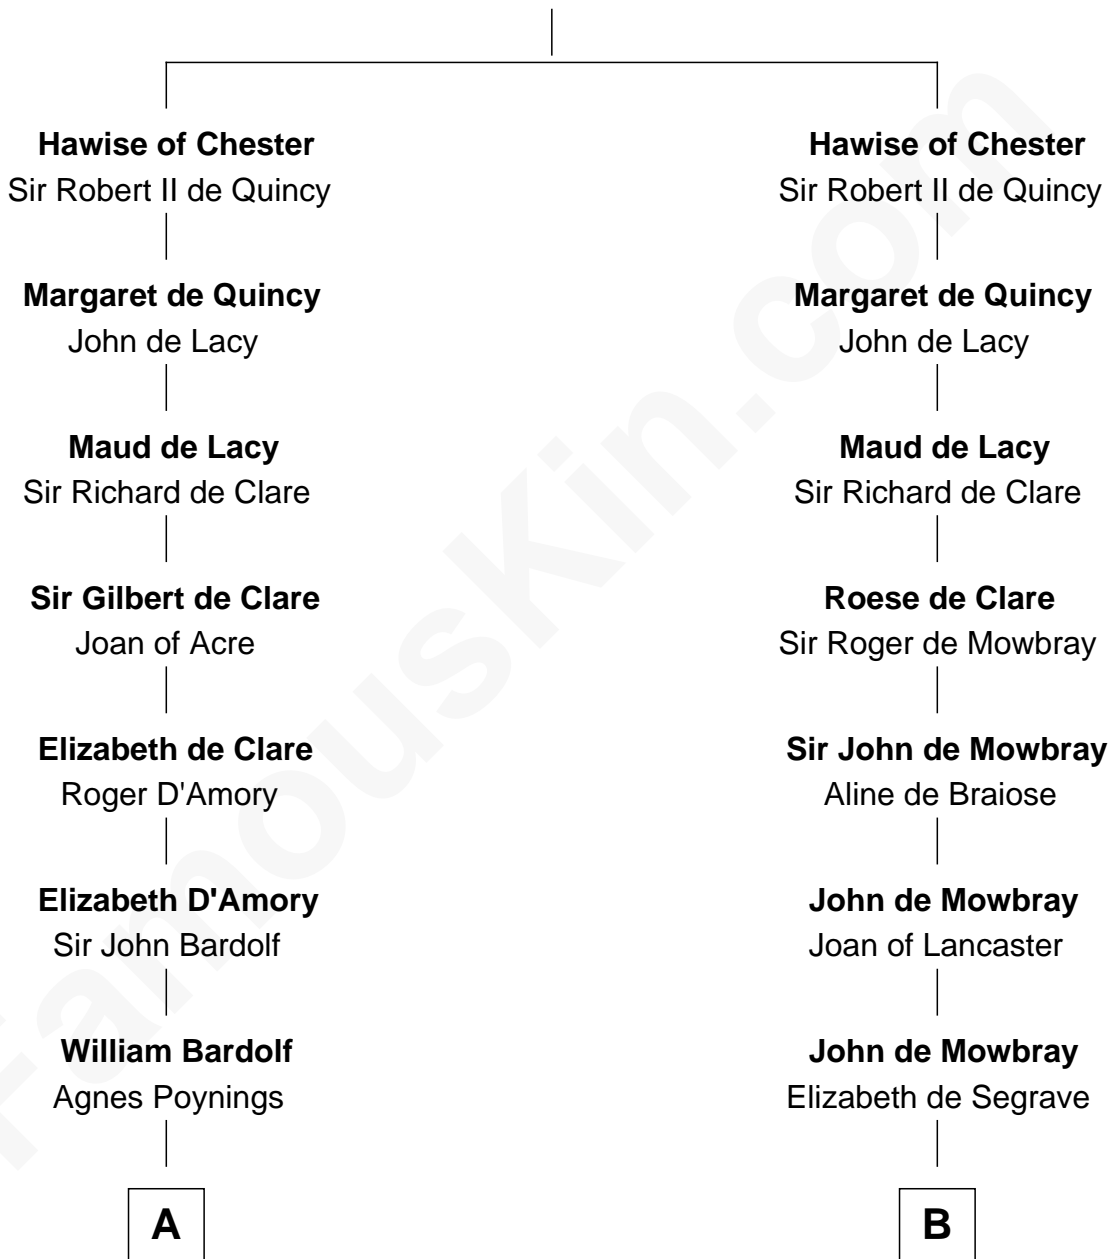 Hawise of Chester
Sir Robert II de Quincy
Margaret de Quincy
John de Lacy
Maud de Lacy
Sir Richard de Clare
Sir Gilbert de Clare
Joan of Acre
Elizabeth de Clare
Roger D'Amory
Elizabeth D'Amory
Sir John Bardolf
William Bardolf
Agnes Poynings
A
Hawise of Chester
Sir Robert II de Quincy
Margaret de Quincy
John de Lacy
Maud de Lacy
Sir Richard de Clare
Roese de Clare
Sir Roger de Mowbray
Sir John de Mowbray
Aline de Braiose
John de Mowbray
Joan of Lancaster
John de Mowbray
Elizabeth de Segrave
B
FamousKin.com